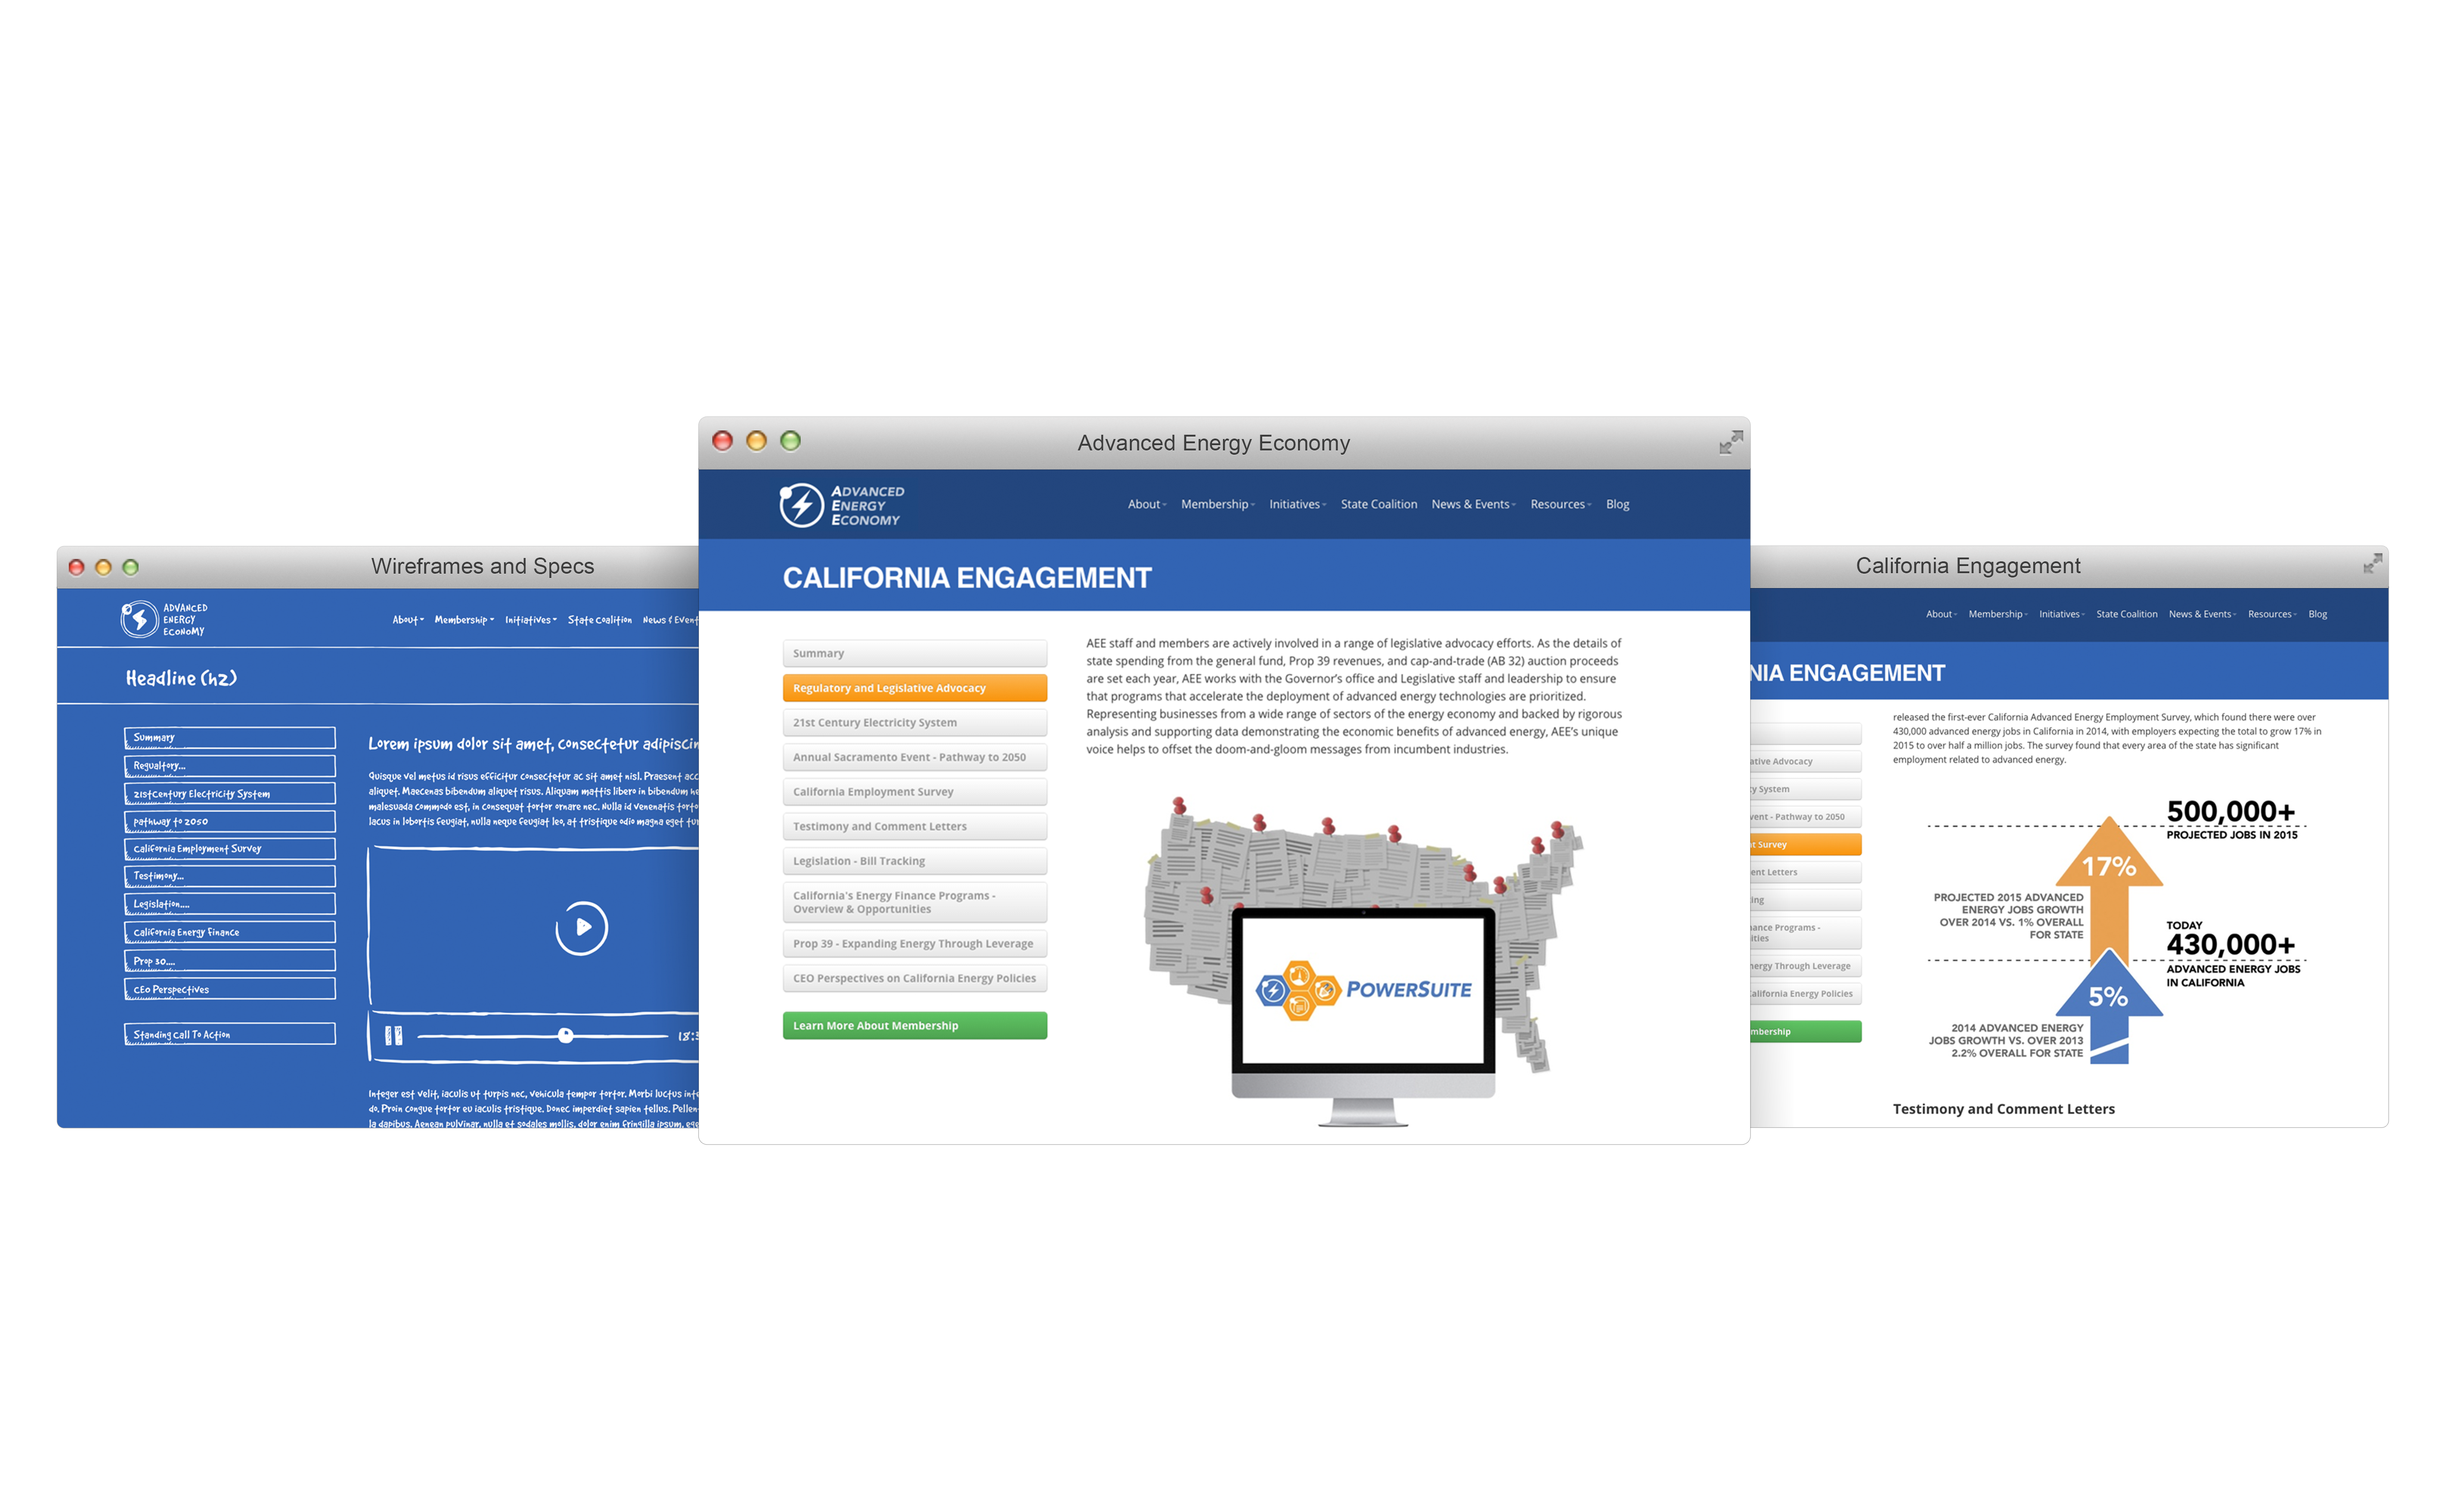 Wireframes and Specs
ADVANCED
ENERGY
ECONOMY
About Membership Initiatives State Coalition News & Event
Headline (h2)
Summary
Regualtory...
21stCentury Electricity System
pathway to 2050
California Employment Survey
Testimony...
Legislation....
California Energy Finance
Prop 30....
CEO Perspectives
Standing Call To Action
Lorem ipsum dolor sit amet, consectetur adipiscin
Quisque vel metus id risus efficitur consectetur ac sit amet nisl. Praesent acc
aliquet. Maecenas bibendum aliquet risus. Aliquam mattis libero in bibendum he
malesuada commodo est, in consequat tortor ornare nec. Nulla id venenatis torto
lacus in lobortis feugiat, nulla neque feugiat leo, at tristique odio magna eget tur
18:
Integer est velit, iaculis ut turpis nec, vehicula tempor tortor. Morbi luctus inte
do. Proin congue tortor eu iaculis tristique. Donec imperdiet sapien tellus. Pellen
la dapibus. Aenean pulvinar, nulla et sodales mollis, dolor enim fringilla ipsum, ege
Advanced Energy Economy
ADVANCED
ENERGY
ECONOMY
About Membership Initiatives State Coalition News & Events Resources Blog
CALIFORNIA ENGAGEMENT
Summary
Regulatory and Legislative Advocacy
21st Century Electricity System
Annual Sacramento Event - Pathway to 2050
California Employment Survey
Testimony and Comment Letters
Legislation - Bill Tracking
California's Energy Finance Programs -
Overview & Opportunities
Prop 39 - Expanding Energy Through Leverage
CEO Perspectives on California Energy Policies
Learn More About Membership
AEE staff and members are actively involved in a range of legislative advocacy efforts. As the details of
state spending from the general fund, Prop 39 revenues, and cap-and-trade (AB 32) auction proceeds
are set each year, AEE works with the Governor's office and Legislative staff and leadership to ensure
that programs that accelerate the deployment of advanced energy technologies are prioritized.
Representing businesses from a wide range of sectors of the energy economy and backed by rigorous
analysis and supporting data demonstrating the economic benefits of advanced energy, AEE's unique
voice helps to offset the doom-and-gloom messages from incumbent industries.
POWERSUITE
California Engagement
About Membership Initiatives State Coalition News & Events Resources Blog
NIA ENGAGEMENT
ative Advocacy
y System
vent - Pathway to 2050
t Survey
ent Letters
ing
ance Programs -
ities
nergy Through Leverage
alifornia Energy Policies
mbership
released the first-ever California Advanced Energy Employment Survey, which found there were over
430,000 advanced energy jobs in California in 2014, with employers expecting the total to grow 17% in
2015 to over half a million jobs. The survey found that every area of the state has significant
employment related to advanced energy.
500,000+
PROJECTED JOBS IN 2015
17%
PROJECTED 2015 ADVANCED
ENERGY JOBS GROWTH
OVER 2014 VS. 1% OVERALL
FOR STATE
TODAY
430,000+
ADVANCED ENERGY JOBS
IN CALIFORNIA
5%
2014 ADVANCED ENERGY
JOBS GROWTH VS. OVER 2013
2.2% OVERALL FOR STATE
Testimony and Comment Letters